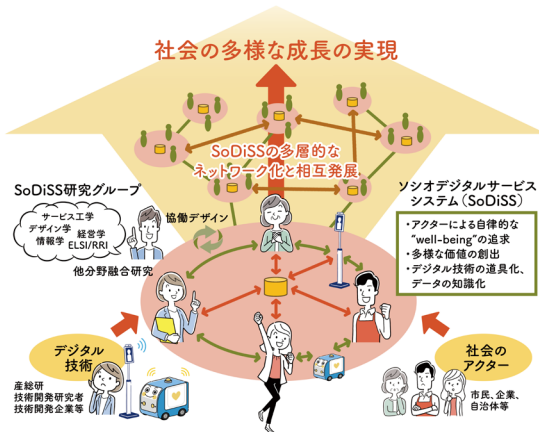 社会の多様な成長の実現
SoDiSSの多層的な
ネットワーク化と相互発展
SoDiSS研究グループ
サービス工学
デザイン学
経営学
情報学
ELSI/RRI
他分野融合研究
協働デザイン
ソシオデジタルサービス
システム（SoDiSS）
・アクターによる自律的な
“well-being”の追求
・多様な価値の創出
・デジタル技術の道具化、
データの知識化
デジタル
技術
産総研
技術開発研究者
技術開発企業等
社会の
アクター
市民、企業、
自治体等